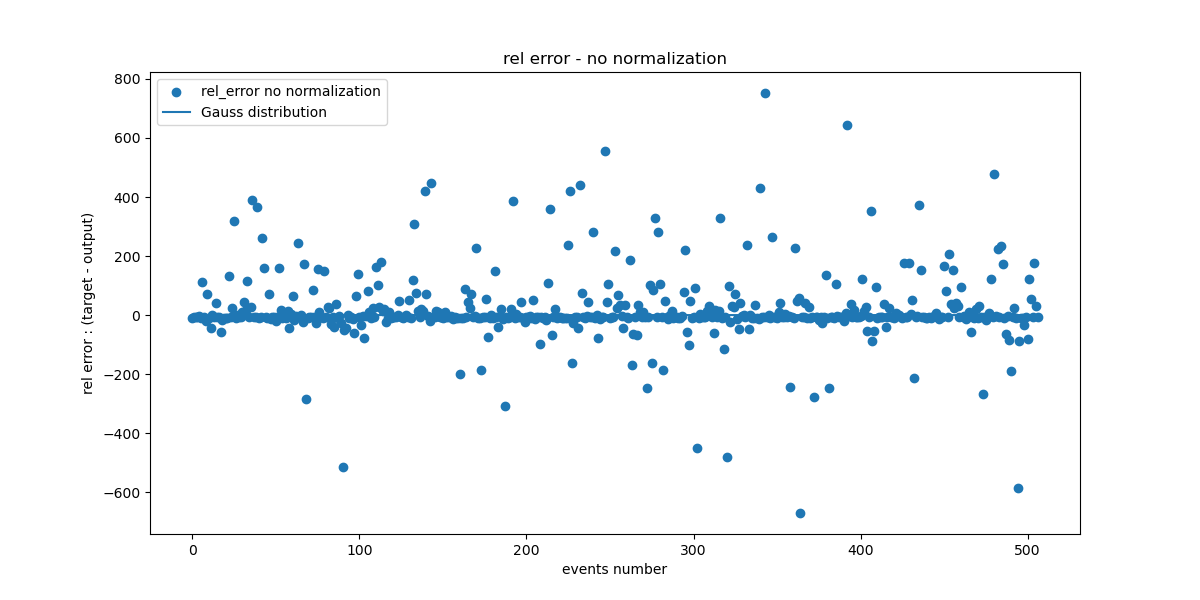 rel error - no normalization
rel_error no normalization
Gauss distribution
800
600
400
200
0
−200
−400
−600
rel error : (target - output)
0 100 200 300 400 500
events number